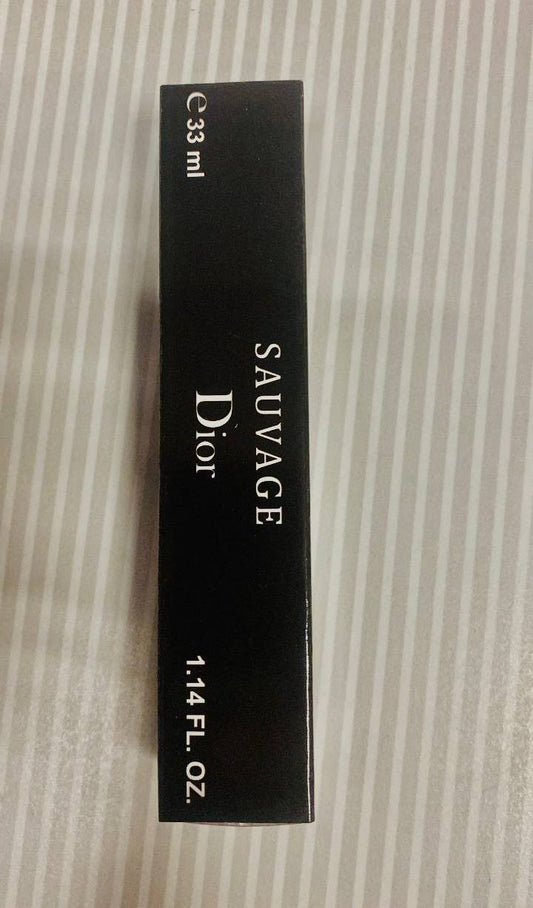 SAUVAGE
Dior
℮ 33 ml
1.14 FL. OZ.